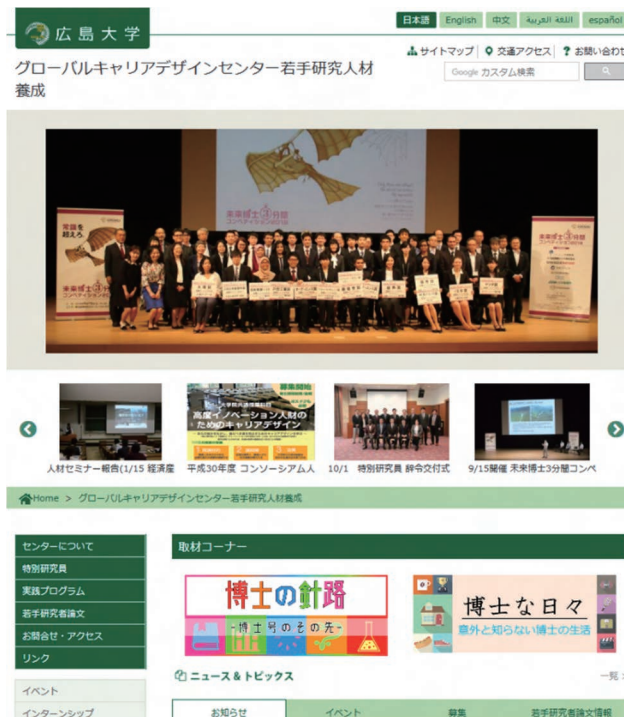 広島大学
日本語 English 中文 اللغة العربية español
サイトマップ 交通アクセス ? お問い合わせ
グローバルキャリアデザインセンター若手研究人材
養成
Google カスタム検索
常識を
超えろ。
未来博士3分間
コンペティション2018
募集開始
高度イノベーション人財の
ためのキャリアデザイン
人材セミナー報告(1/15 経済産
平成30年度 コンソーシアム人
10/1 特別研究員 辞令交付式
9/15開催 未来博士3分間コンペ
Home > グローバルキャリアデザインセンター若手研究人材養成
センターについて
特別研究員
実践プログラム
若手研究者論文
お問合せ・アクセス
リンク
イベント
インターンシップ
取材コーナー
博士の針路
-博士号のその先-
博士な日々
意外と知らない博士の生活
ニュース & トピックス
一覧
お知らせ イベント 募集 若手研究者論文情報